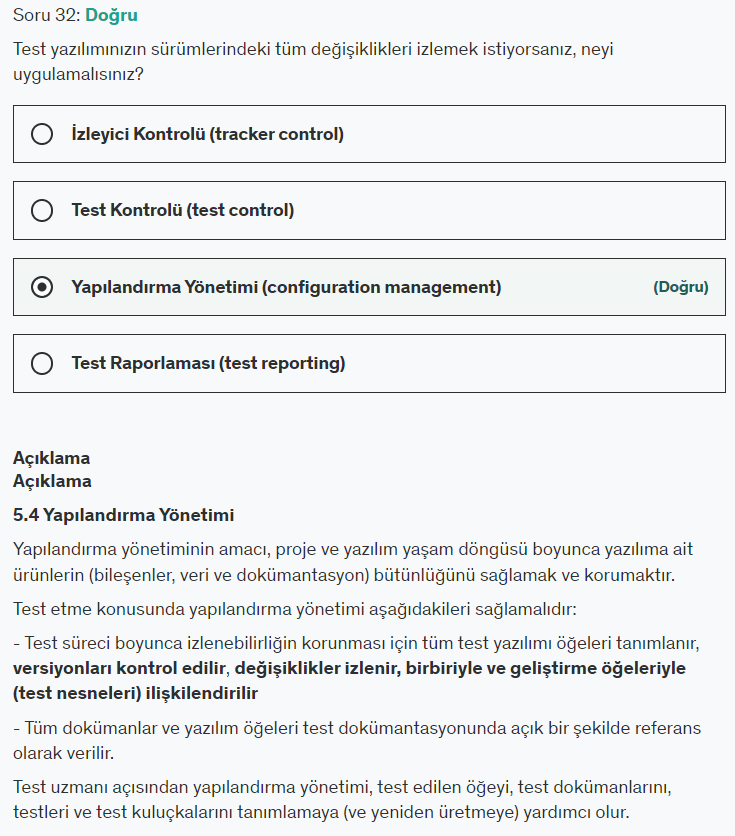 Soru 32: Doğru
Test yazılımınızın sürümlerindeki tüm değişiklikleri izlemek istiyorsanız, neyi
uygulamalısınız?
İzleyici Kontrolü (tracker control)
Test Kontrolü (test control)
Yapılandırma Yönetimi (configuration management) (Doğru)
Test Raporlaması (test reporting)
Açıklama
Açıklama
5.4 Yapılandırma Yönetimi
Yapılandırma yönetiminin amacı, proje ve yazılım yaşam döngüsü boyunca yazılıma ait
ürünlerin (bileşenler, veri ve dokümantasyon) bütünlüğünü sağlamak ve korumaktır.
Test etme konusunda yapılandırma yönetimi aşağıdakileri sağlamalıdır:
- Test süreci boyunca izlenebilirliğin korunması için tüm test yazılımı öğeleri tanımlanır,
versiyonları kontrol edilir, değişiklikler izlenir, birbiriyle ve geliştirme öğeleriyle
(test nesneleri) ilişkilendirilir
- Tüm dokümanlar ve yazılım öğeleri test dokümantasyonunda açık bir şekilde referans
olarak verilir.
Test uzmanı açısından yapılandırma yönetimi, test edilen öğeyi, test dokümanlarını,
testleri ve test kuluçkalarını tanımlamaya (ve yeniden üretmeye) yardımcı olur.